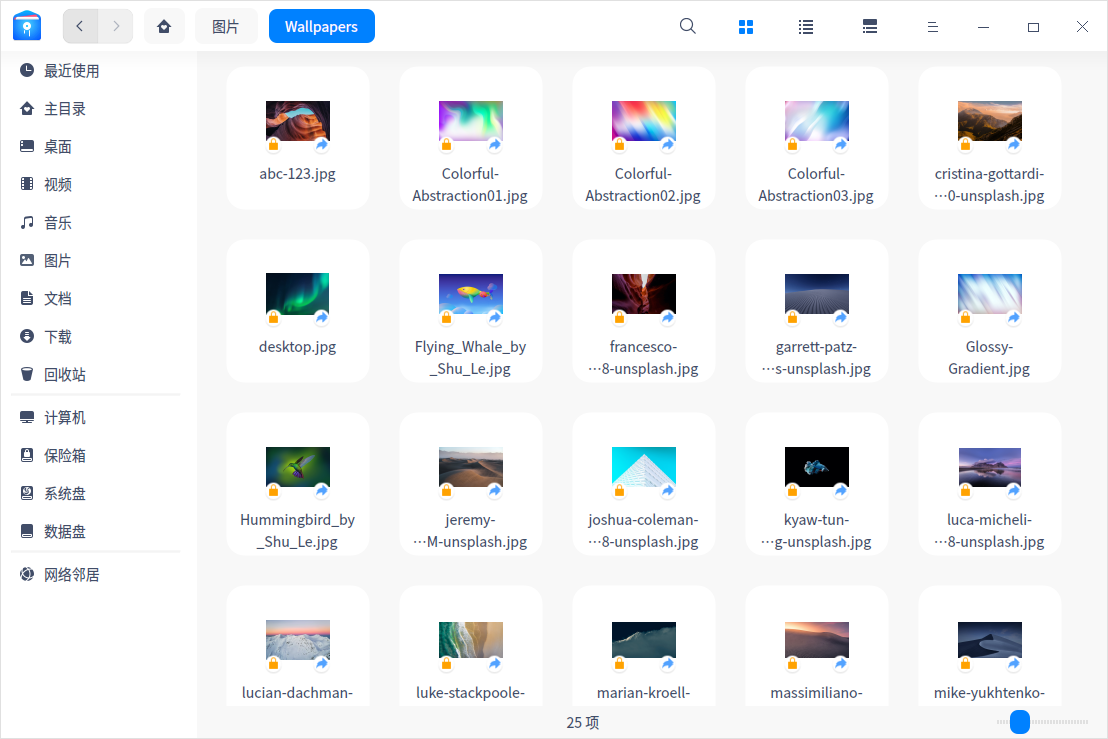 图片
Wallpapers
最近使用
主目录
桌面
视频
音乐
图片
文档
下载
回收站
计算机
保险箱
系统盘
数据盘
网络邻居
abc-123.jpg
Colorful-
Abstraction01.jpg
Colorful-
Abstraction02.jpg
Colorful-
Abstraction03.jpg
cristina-gottardi-
…0-unsplash.jpg
desktop.jpg
Flying_Whale_by
_Shu_Le.jpg
francesco-
…8-unsplash.jpg
garrett-patz-
…s-unsplash.jpg
Glossy-
Gradient.jpg
Hummingbird_by
_Shu_Le.jpg
jeremy-
…M-unsplash.jpg
joshua-coleman-
…8-unsplash.jpg
kyaw-tun-
…g-unsplash.jpg
luca-micheli-
…8-unsplash.jpg
lucian-dachman-
luke-stackpoole-
marian-kroell-
massimiliano-
mike-yukhtenko-
25 项